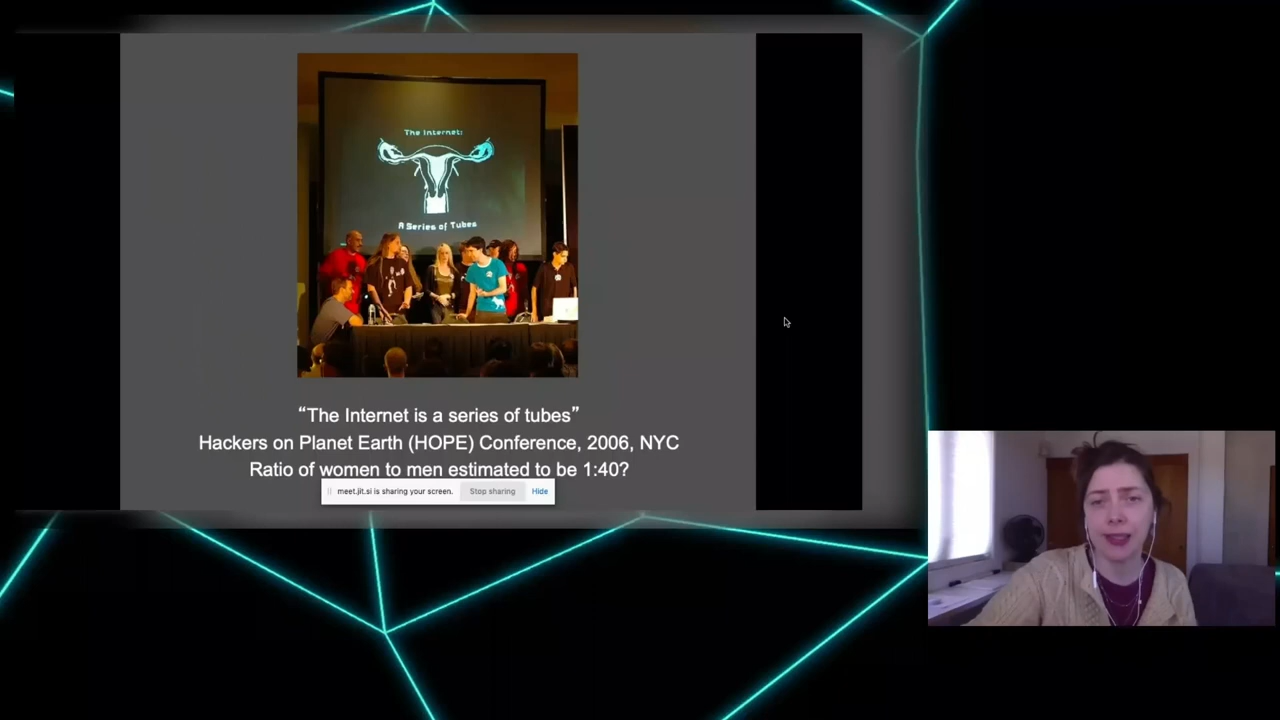 The Internet:
A Series of Tubes
“The Internet is a series of tubes”
Hackers on Planet Earth (HOPE) Conference, 2006, NYC
Ratio of women to men estimated to be 1:40?
meet.jit.si is sharing your screen. Stop sharing Hide